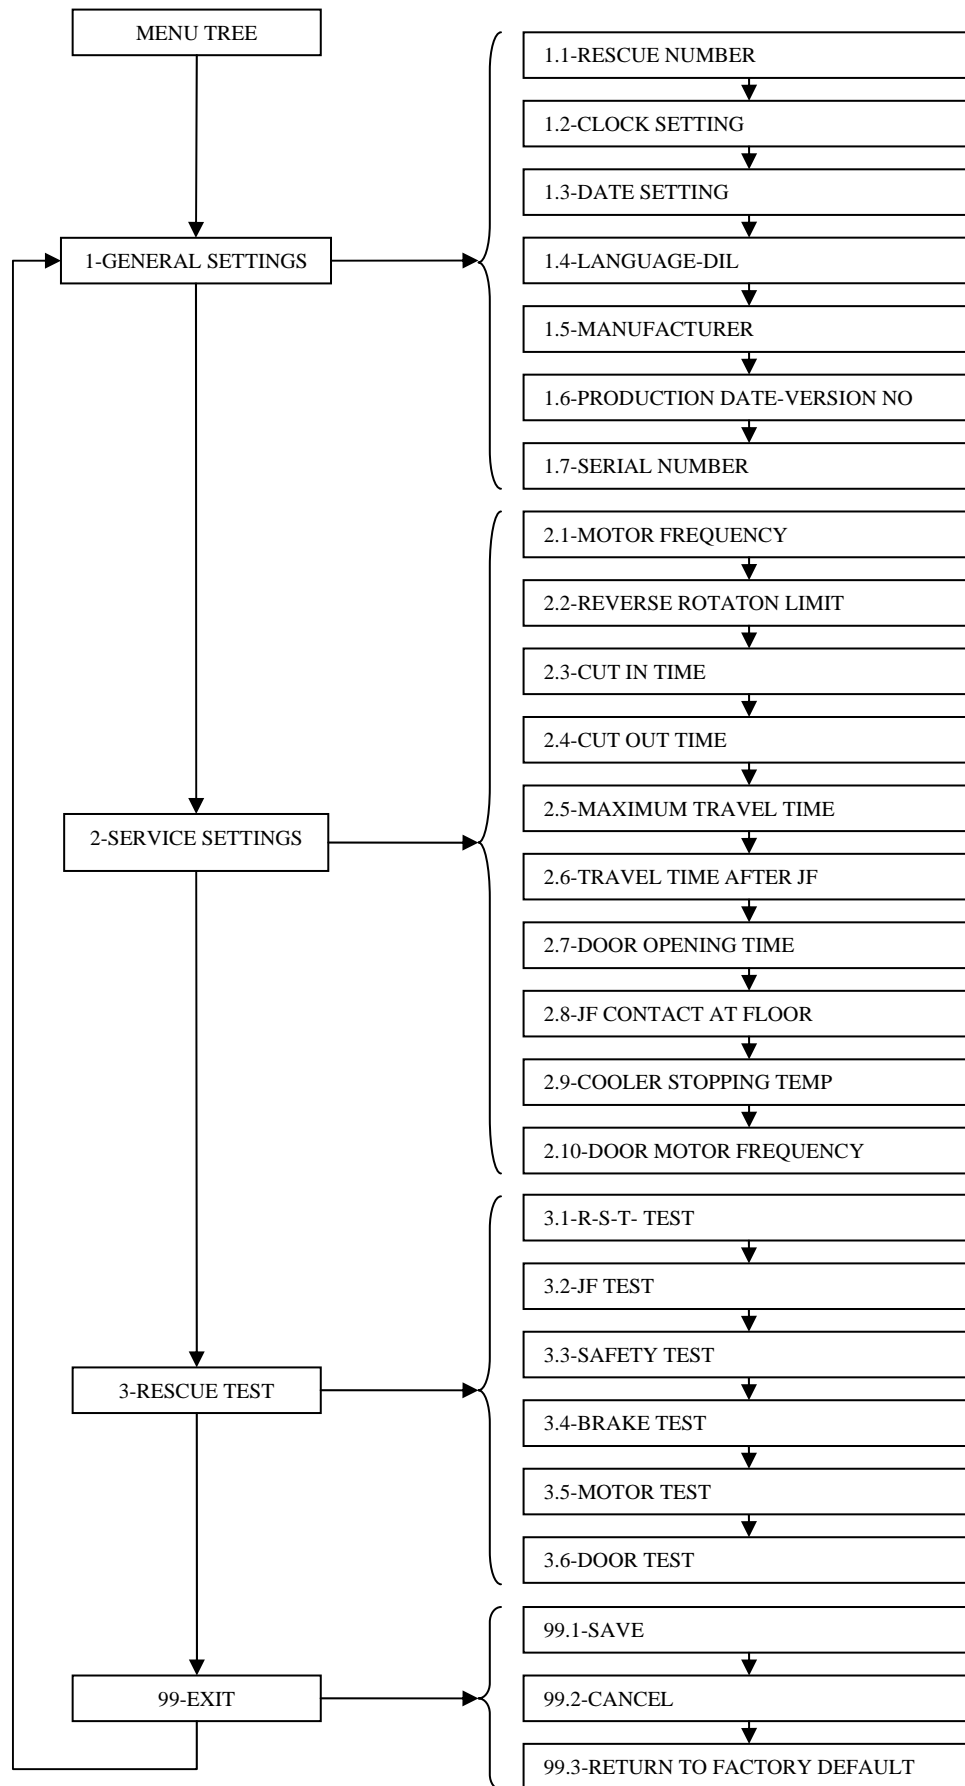 MENU TREE
1-GENERAL SETTINGS
1.1-RESCUE NUMBER
1.2-CLOCK SETTING
1.3-DATE SETTING
1.4-LANGUAGE-DIL
1.5-MANUFACTURER
1.6-PRODUCTION DATE-VERSION NO
1.7-SERIAL NUMBER
2-SERVICE SETTINGS
2.1-MOTOR FREQUENCY
2.2-REVERSE ROTATON LIMIT
2.3-CUT IN TIME
2.4-CUT OUT TIME
2.5-MAXIMUM TRAVEL TIME
2.6-TRAVEL TIME AFTER JF
2.7-DOOR OPENING TIME
2.8-JF CONTACT AT FLOOR
2.9-COOLER STOPPING TEMP
2.10-DOOR MOTOR FREQUENCY
3-RESCUE TEST
3.1-R-S-T- TEST
3.2-JF TEST
3.3-SAFETY TEST
3.4-BRAKE TEST
3.5-MOTOR TEST
3.6-DOOR TEST
99-EXIT
99.1-SAVE
99.2-CANCEL
99.3-RETURN TO FACTORY DEFAULT